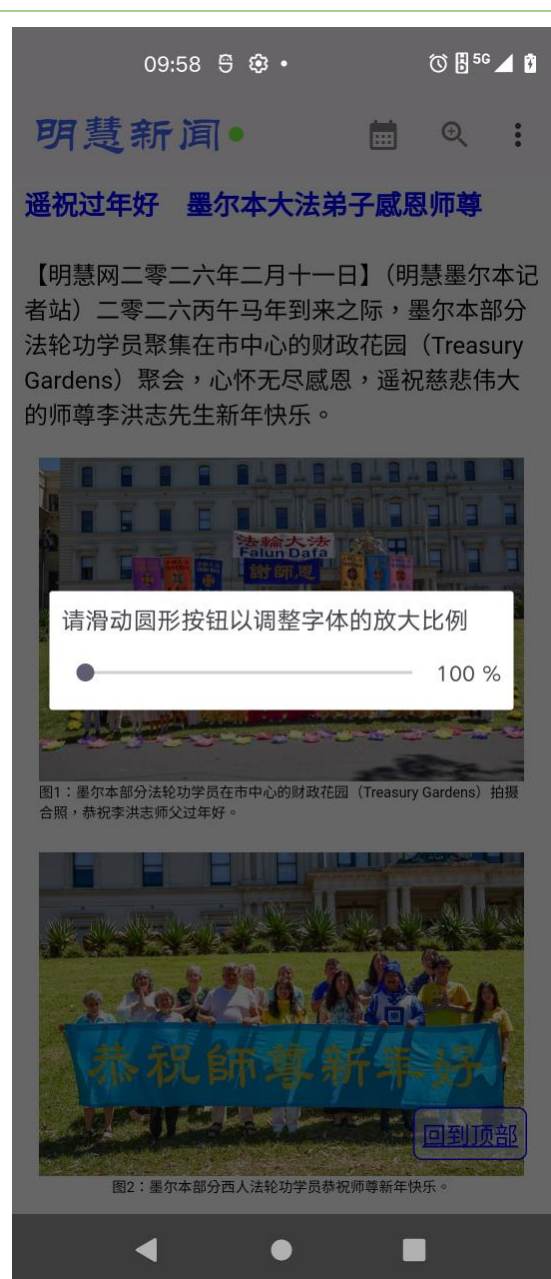 09:58
5G
明慧新闻
遥祝过年好　墨尔本大法弟子感恩师尊
【明慧网二零二六年二月十一日】（明慧墨尔本记
者站）二零二六丙午马年到来之际，墨尔本部分
法轮功学员聚集在市中心的财政花园（Treasury
Gardens）聚会，心怀无尽感恩，遥祝慈悲伟大
的师尊李洪志先生新年快乐。
法輪大法
Falun Dafa
謝師恩
请滑动圆形按钮以调整字体的放大比例
100 %
图1：墨尔本部分法轮功学员在市中心的财政花园（Treasury Gardens）拍摄
合照，恭祝李洪志师父过年好。
恭祝師尊新年好
回到顶部
图2：墨尔本部分西人法轮功学员恭祝师尊新年快乐。